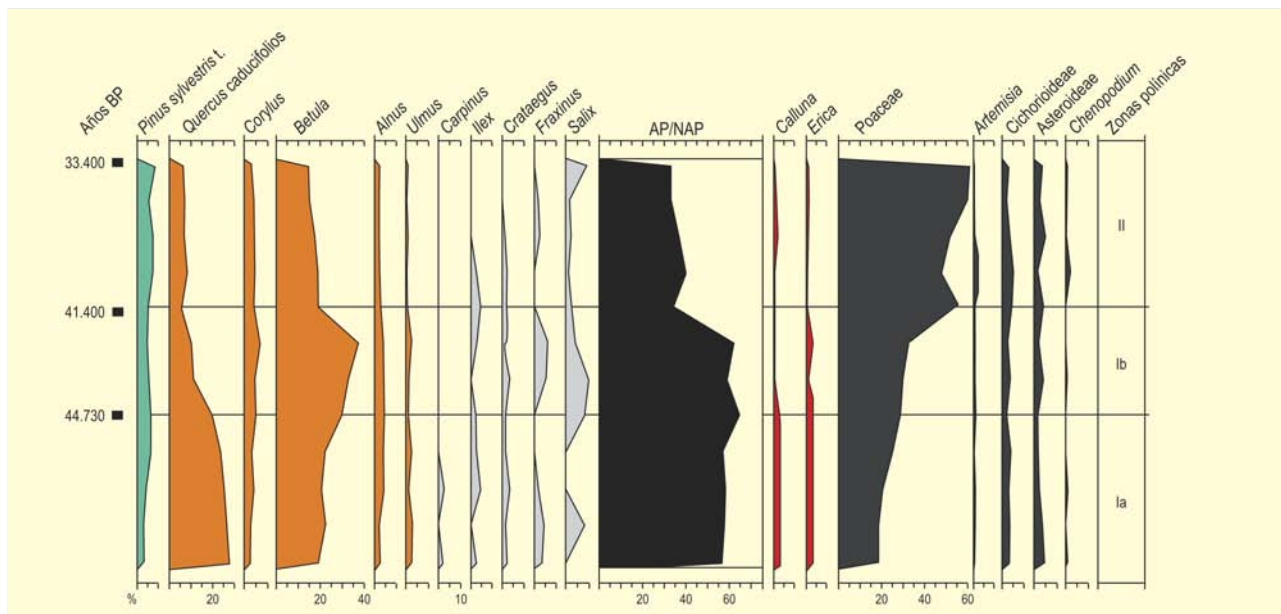 Años BP
Pinus sylvestris t.
Quercus caducifolios
Corylus
Betula
Alnus
Ulmus
Carpinus
Ilex
Crataegus
Fraxinus
Salix
AP/NAP
Calluna
Erica
Poaceae
Artemisia
Cichorioideae
Asteroideae
Chenopodium
Zonas polínicas
33.400
II
41.400
Ib
44.730
Ia
% 20 20 40 10 20 40 60 20 40 60